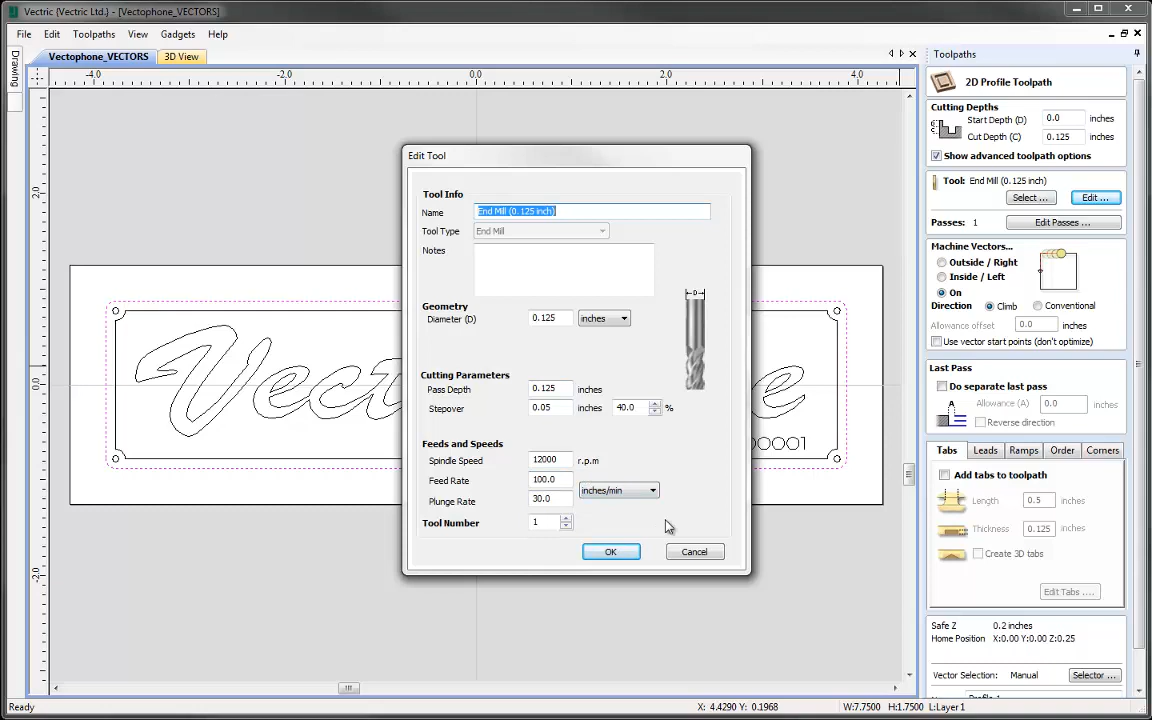 Vectric {Vectric Ltd.} - [Vectophone_VECTORS]
File Edit Toolpaths View Gadgets Help
Drawing
Vectophone_VECTORS 3D View
-4.0 -2.0 0.0 2.0 4.0
2.0
0.0
-2.0
Vect
e
00001
Edit Tool
Tool Info
Name End Mill (0.125 inch)
Tool Type End Mill
Notes
Geometry
Diameter (D) 0.125 inches
D
Cutting Parameters
Pass Depth 0.125 inches
Stepover 0.05 inches 40.0 %
Feeds and Speeds
Spindle Speed 12000 r.p.m
Feed Rate 100.0
inches/min
Plunge Rate 30.0
Tool Number 1
OK Cancel
Toolpaths
2D Profile Toolpath
Cutting Depths
Start Depth (D) 0.0 inches
Cut Depth (C) 0.125 inches
Show advanced toolpath options
Tool: End Mill (0.125 inch)
Select ... Edit ...
Passes: 1 Edit Passes ...
Machine Vectors...
Outside / Right
Inside / Left
On
Direction Climb Conventional
Allowance offset 0.0 inches
Use vector start points (don't optimize)
Last Pass
Do separate last pass
A Allowance (A) 0.0 inches
Reverse direction
Tabs Leads Ramps Order Corners
Add tabs to toolpath
Length 0.5 inches
Thickness 0.125 inches
Create 3D tabs
Edit Tabs ....
Safe Z 0.2 inches
Home Position X:0.00 Y:0.00 Z:0.25
Vector Selection: Manual Selector ...
Ready X: 4.4290 Y: 0.1968 W:7.7500 H:1.7500 L:Layer1